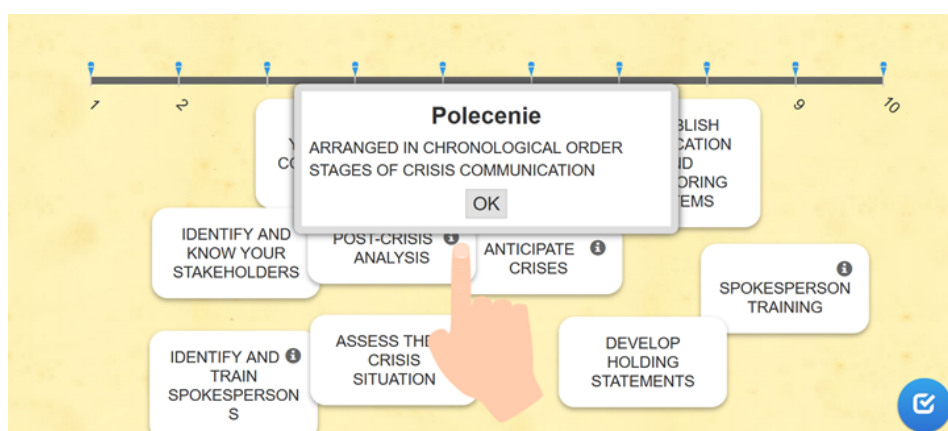 1
2
9
10
Polecenie
ARRANGED IN CHRONOLOGICAL ORDER
STAGES OF CRISIS COMMUNICATION
OK
IDENTIFY AND
KNOW YOUR
STAKEHOLDERS
POST-CRISIS
ANALYSIS
ANTICIPATE
CRISES
SPOKESPERSON
TRAINING
IDENTIFY AND
TRAIN
SPOKESPERSON
S
ASSESS THE
CRISIS
SITUATION
DEVELOP
HOLDING
STATEMENTS